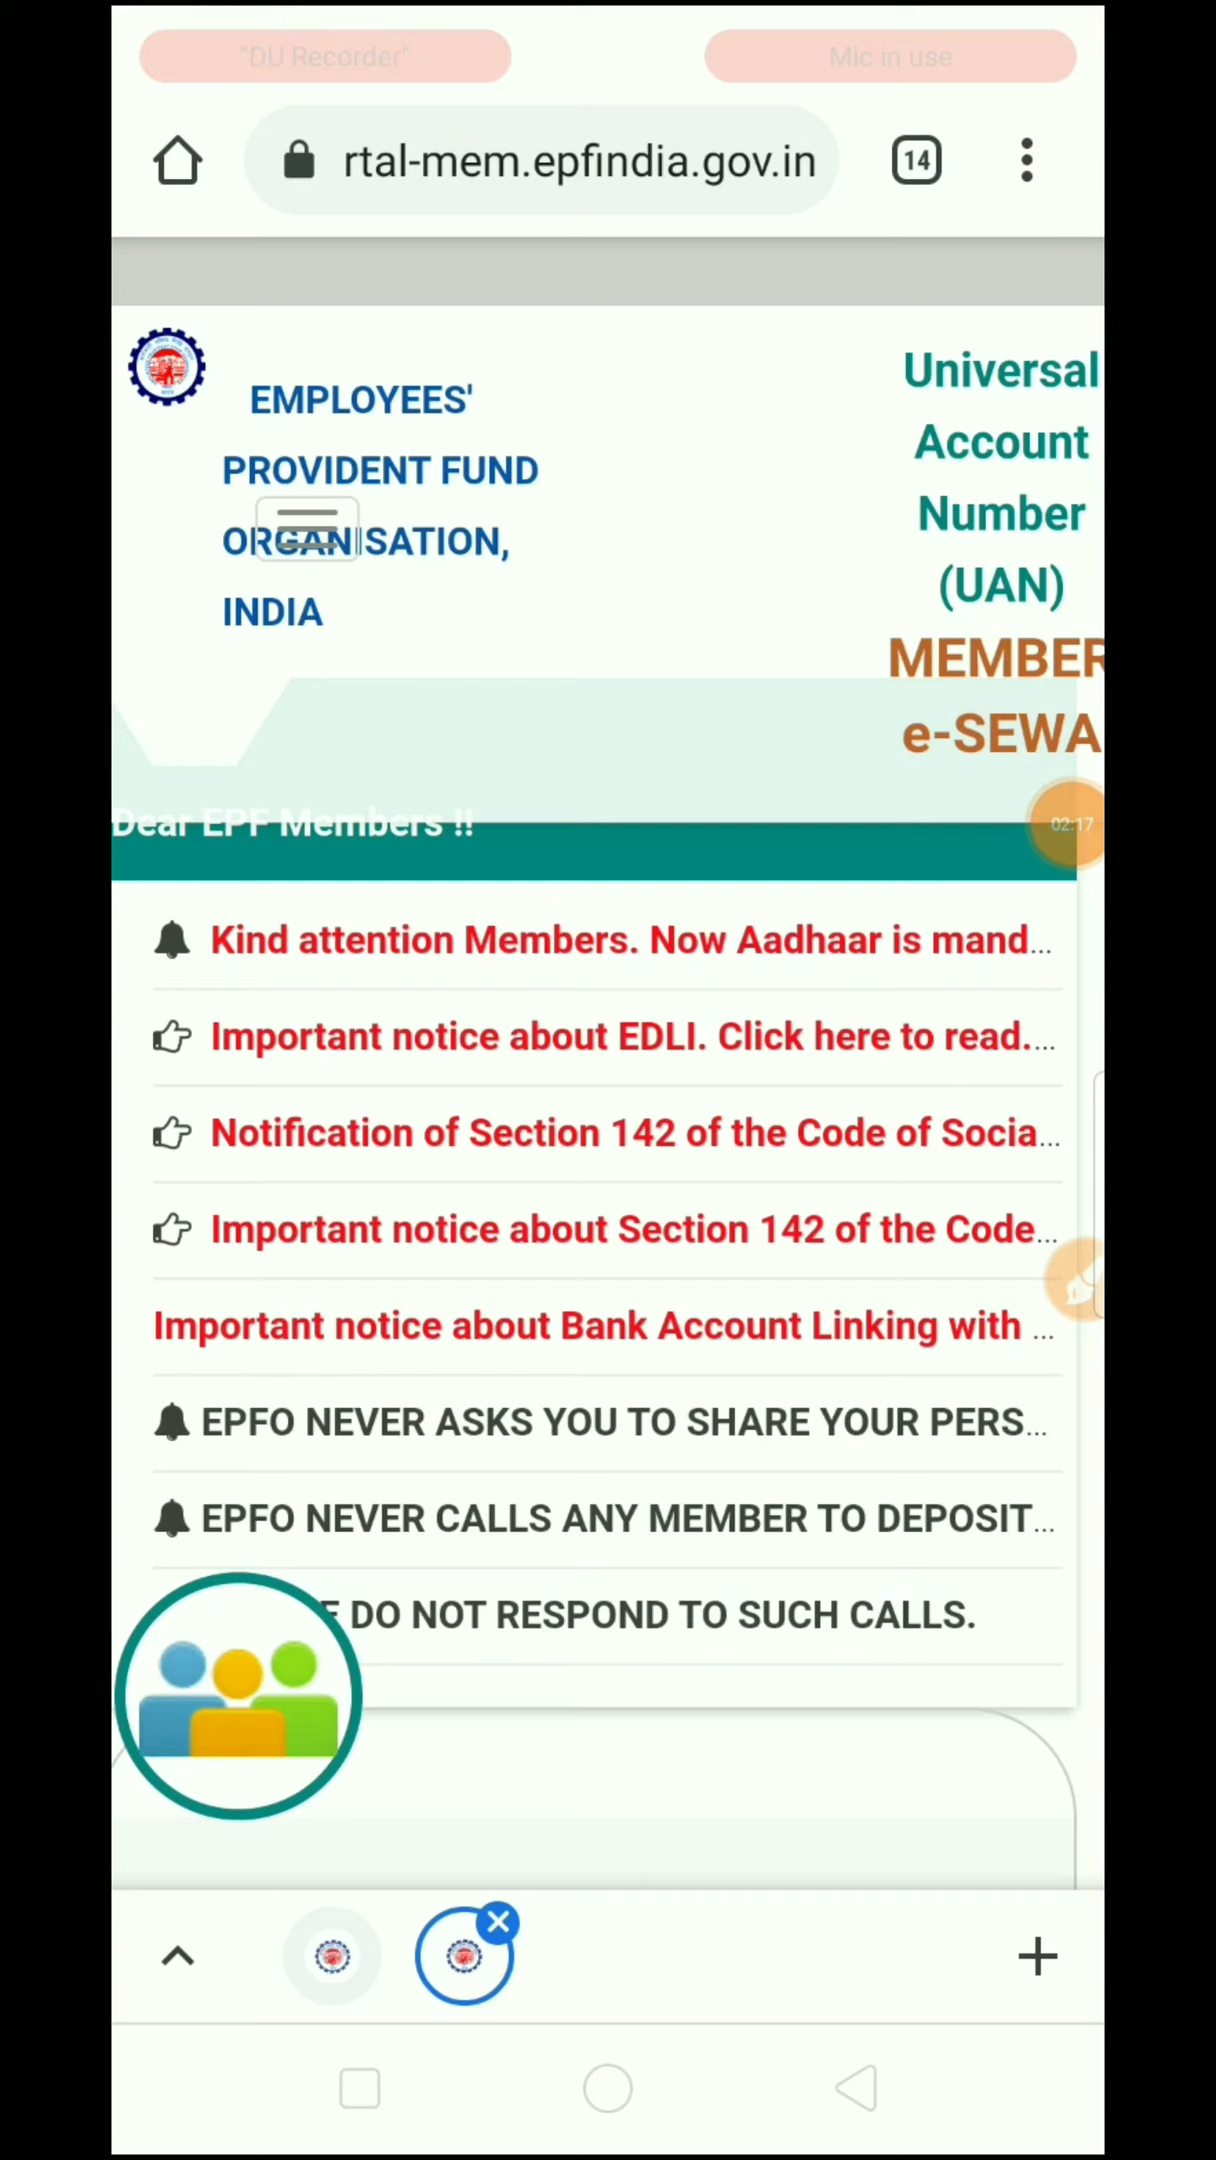 "DU Recorder"
Mic in use
rtal-mem.epfindia.gov.in
14
EMPLOYEES'
PROVIDENT FUND
ORGANISATION,
INDIA
Universal
Account
Number
(UAN)
MEMBER
e-SEWA
Dear EPF Members !!
02:17
Kind attention Members. Now Aadhaar is mand...
Important notice about EDLI. Click here to read....
Notification of Section 142 of the Code of Socia...
Important notice about Section 142 of the Code...
Important notice about Bank Account Linking with ...
EPFO NEVER ASKS YOU TO SHARE YOUR PERS...
EPFO NEVER CALLS ANY MEMBER TO DEPOSIT...
DO NOT RESPOND TO SUCH CALLS.